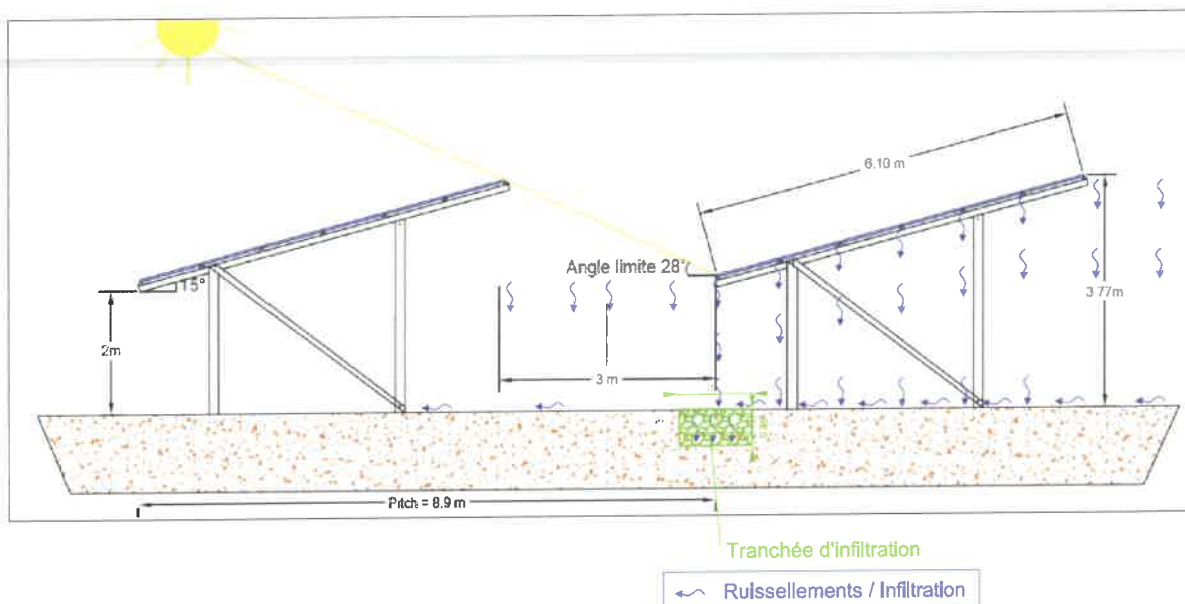 6.10 m
Angle limite 28°
15°
3 77m
2m
3 m
Pitch = 8.9 m
Tranchée d'infiltration
Ruissellements / Infiltration